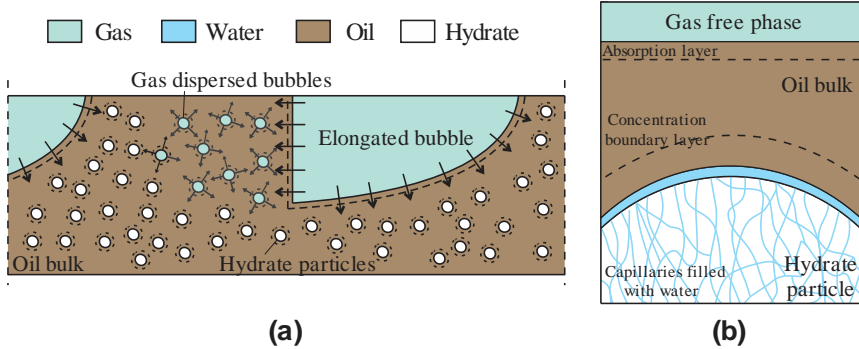 Gas
Water
Oil
Hydrate
Gas dispersed bubbles
Elongated bubble
Oil bulk
Hydrate particles
(a)
Gas free phase
Absorption layer
Oil bulk
Concentration
boundary layer
Capillaries filled
with water
Hydrate
particle
(b)